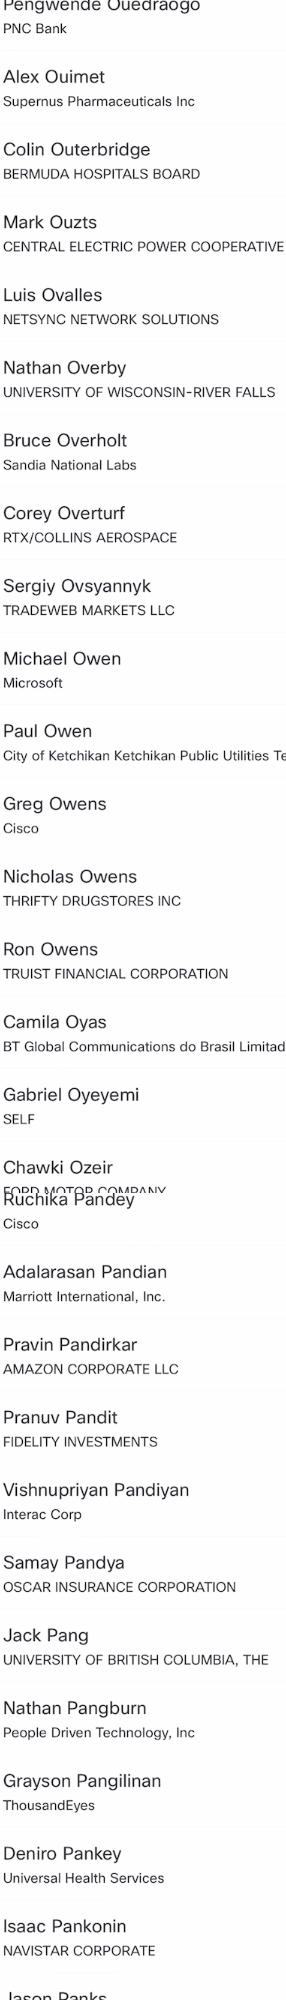 Pengwende Ouedraogo
PNC Bank
Alex Ouimet
Supernus Pharmaceuticals Inc
Colin Outerbridge
BERMUDA HOSPITALS BOARD
Mark Ouzts
CENTRAL ELECTRIC POWER COOPERATIVE
Luis Ovalles
NETSYNC NETWORK SOLUTIONS
Nathan Overby
UNIVERSITY OF WISCONSIN-RIVER FALLS
Bruce Overholt
Sandia National Labs
Corey Overturf
RTX/COLLINS AEROSPACE
Sergiy Ovsyannyk
TRADEWEB MARKETS LLC
Michael Owen
Microsoft
Paul Owen
City of Ketchikan Ketchikan Public Utilities Te
Greg Owens
Cisco
Nicholas Owens
THRIFTY DRUGSTORES INC
Ron Owens
TRUIST FINANCIAL CORPORATION
Camila Oyas
BT Global Communications do Brasil Limitad
Gabriel Oyeyemi
SELF
Chawki Ozeir
FORD MOTOR COMPANY
Ruchika Pandey
Cisco
Adalarasan Pandian
Marriott International, Inc.
Pravin Pandirkar
AMAZON CORPORATE LLC
Pranuv Pandit
FIDELITY INVESTMENTS
Vishnupriyan Pandiyan
Interac Corp
Samay Pandya
OSCAR INSURANCE CORPORATION
Jack Pang
UNIVERSITY OF BRITISH COLUMBIA, THE
Nathan Pangburn
People Driven Technology, Inc
Grayson Pangilinan
ThousandEyes
Deniro Pankey
Universal Health Services
Isaac Pankonin
NAVISTAR CORPORATE
Jason Panks